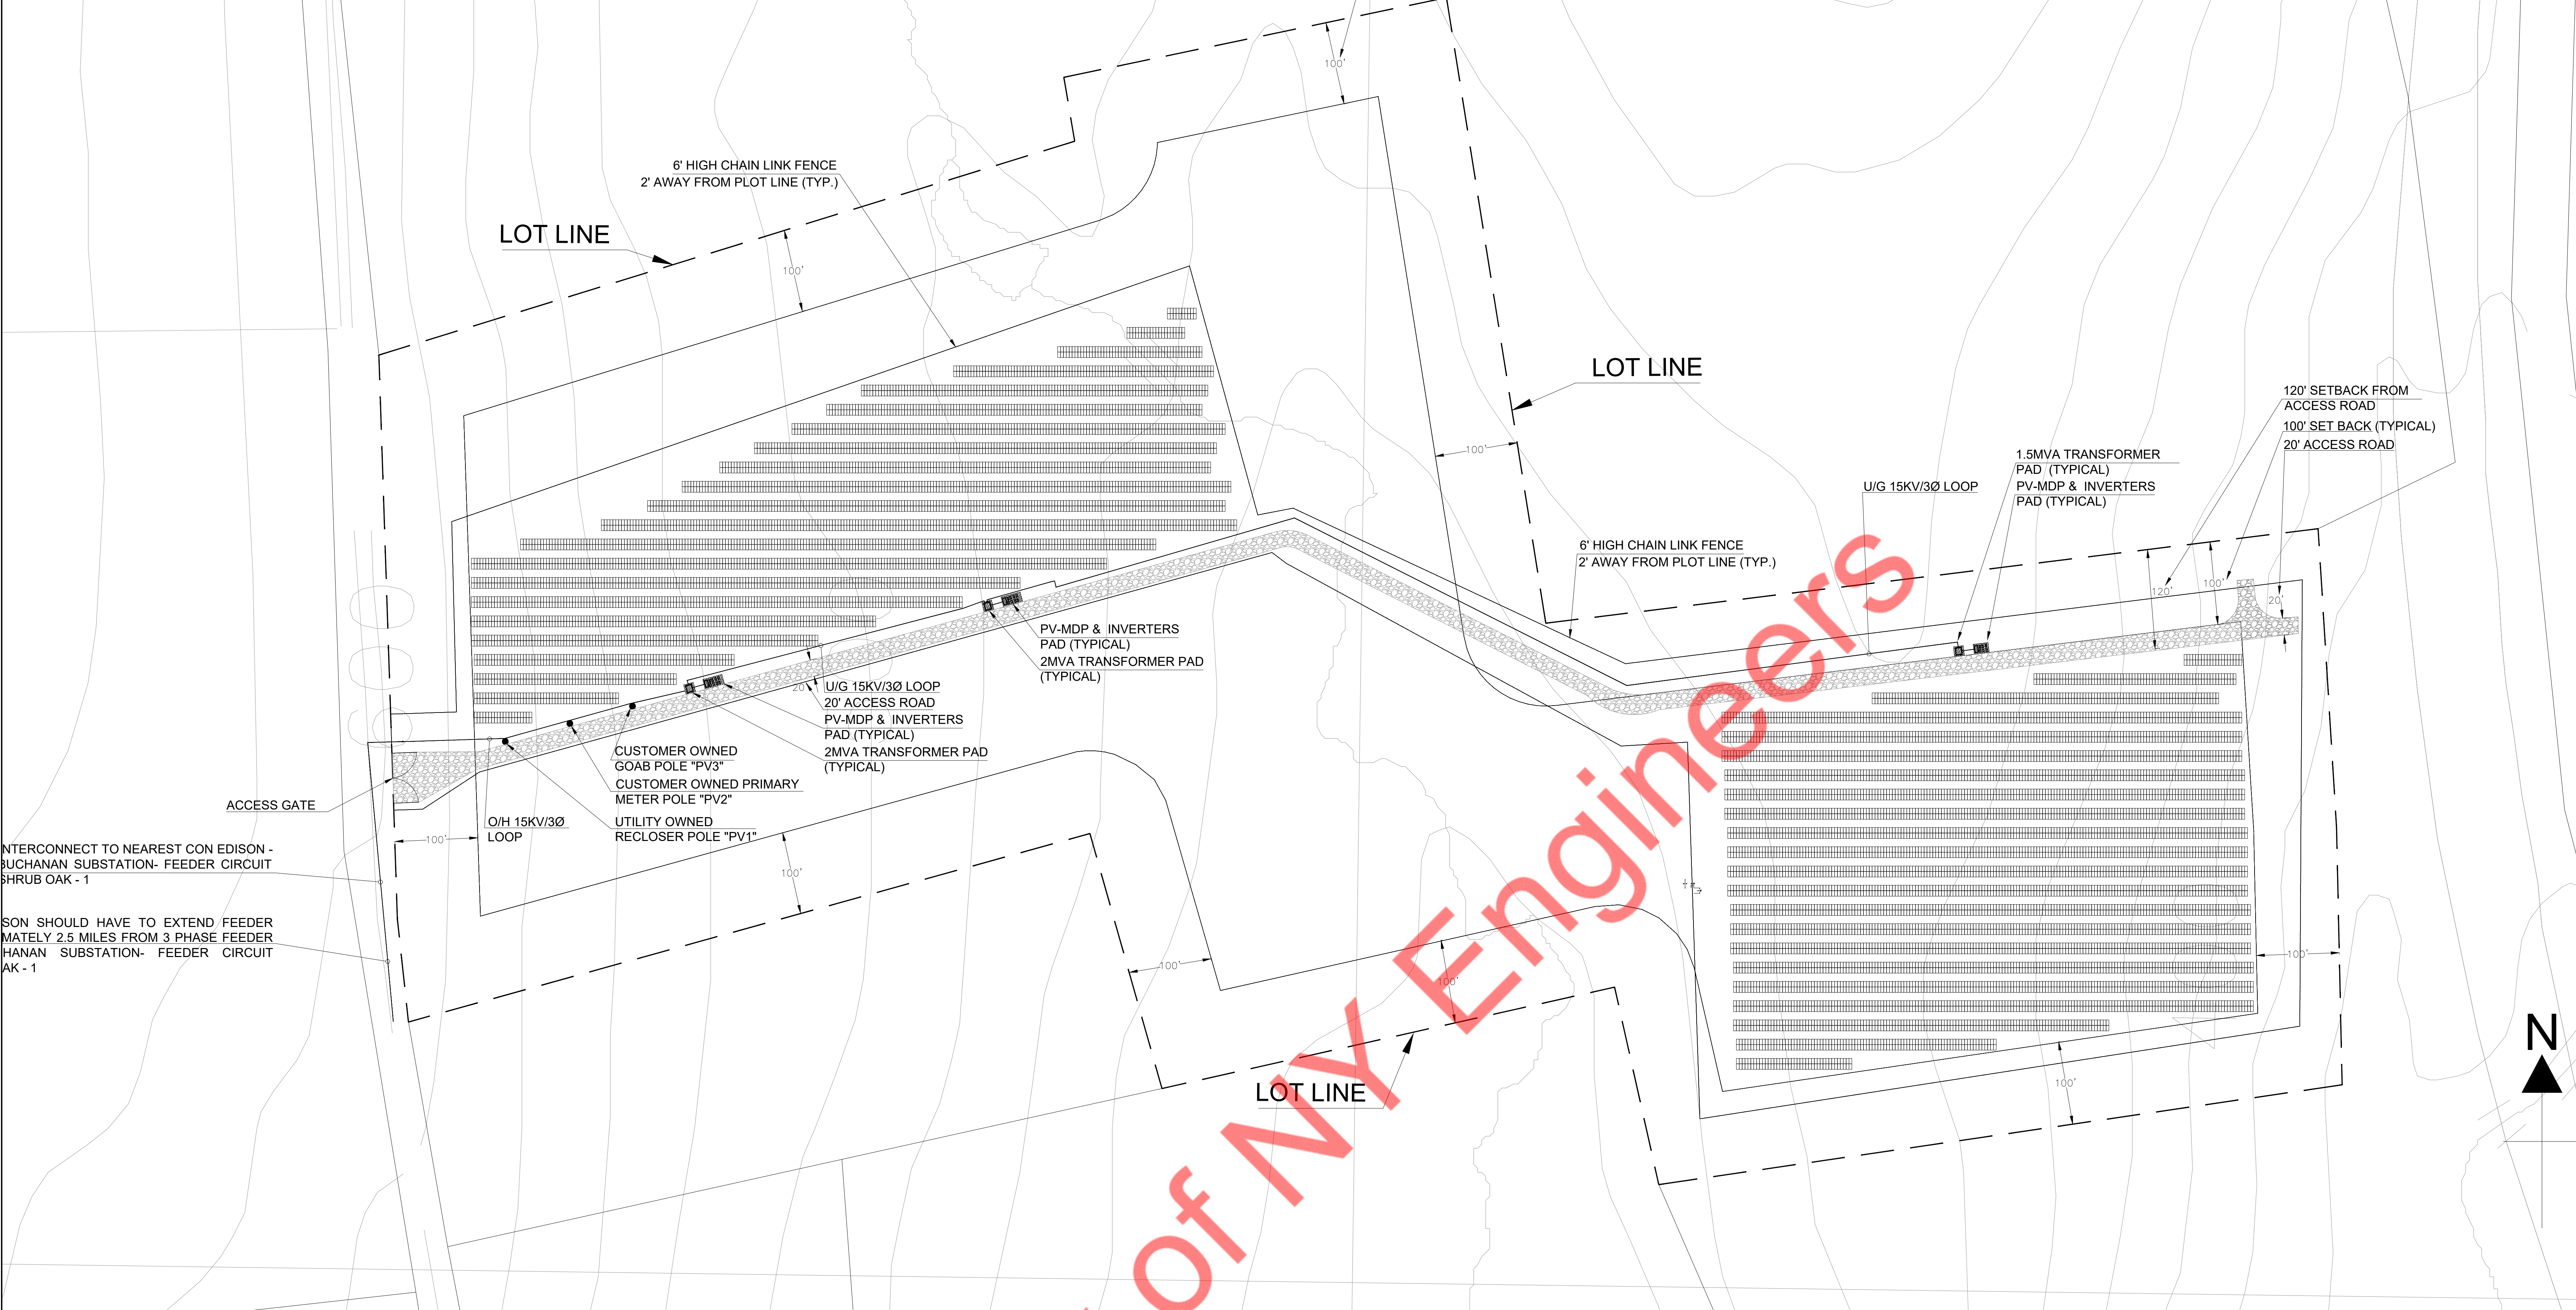 100'
6' HIGH CHAIN LINK FENCE
2' AWAY FROM PLOT LINE (TYP.)
LOT LINE
100'
LOT LINE
100'
120' SETBACK FROM
ACCESS ROAD
100' SET BACK (TYPICAL)
20' ACCESS ROAD
1.5MVA TRANSFORMER
PAD (TYPICAL)
PV-MDP & INVERTERS
PAD (TYPICAL)
U/G 15KV/3Ø LOOP
6' HIGH CHAIN LINK FENCE
2' AWAY FROM PLOT LINE (TYP.)
120'
100'
20'
PV-MDP & INVERTERS
PAD (TYPICAL)
2MVA TRANSFORMER PAD
(TYPICAL)
20'
U/G 15KV/3Ø LOOP
20' ACCESS ROAD
PV-MDP & INVERTERS
PAD (TYPICAL)
2MVA TRANSFORMER PAD
(TYPICAL)
CUSTOMER OWNED
GOAB POLE "PV3"
CUSTOMER OWNED PRIMARY
METER POLE "PV2"
UTILITY OWNED
RECLOSER POLE "PV1"
O/H 15KV/3Ø
LOOP
ACCESS GATE
100'
NTERCONNECT TO NEAREST CON EDISON -
BUCHANAN SUBSTATION- FEEDER CIRCUIT
SHRUB OAK - 1
SON SHOULD HAVE TO EXTEND FEEDER
MATELY 2.5 MILES FROM 3 PHASE FEEDER
HANAN SUBSTATION- FEEDER CIRCUIT
AK - 1
100'
100'
100'
100'
100'
LOT LINE
N
of NY Engineers